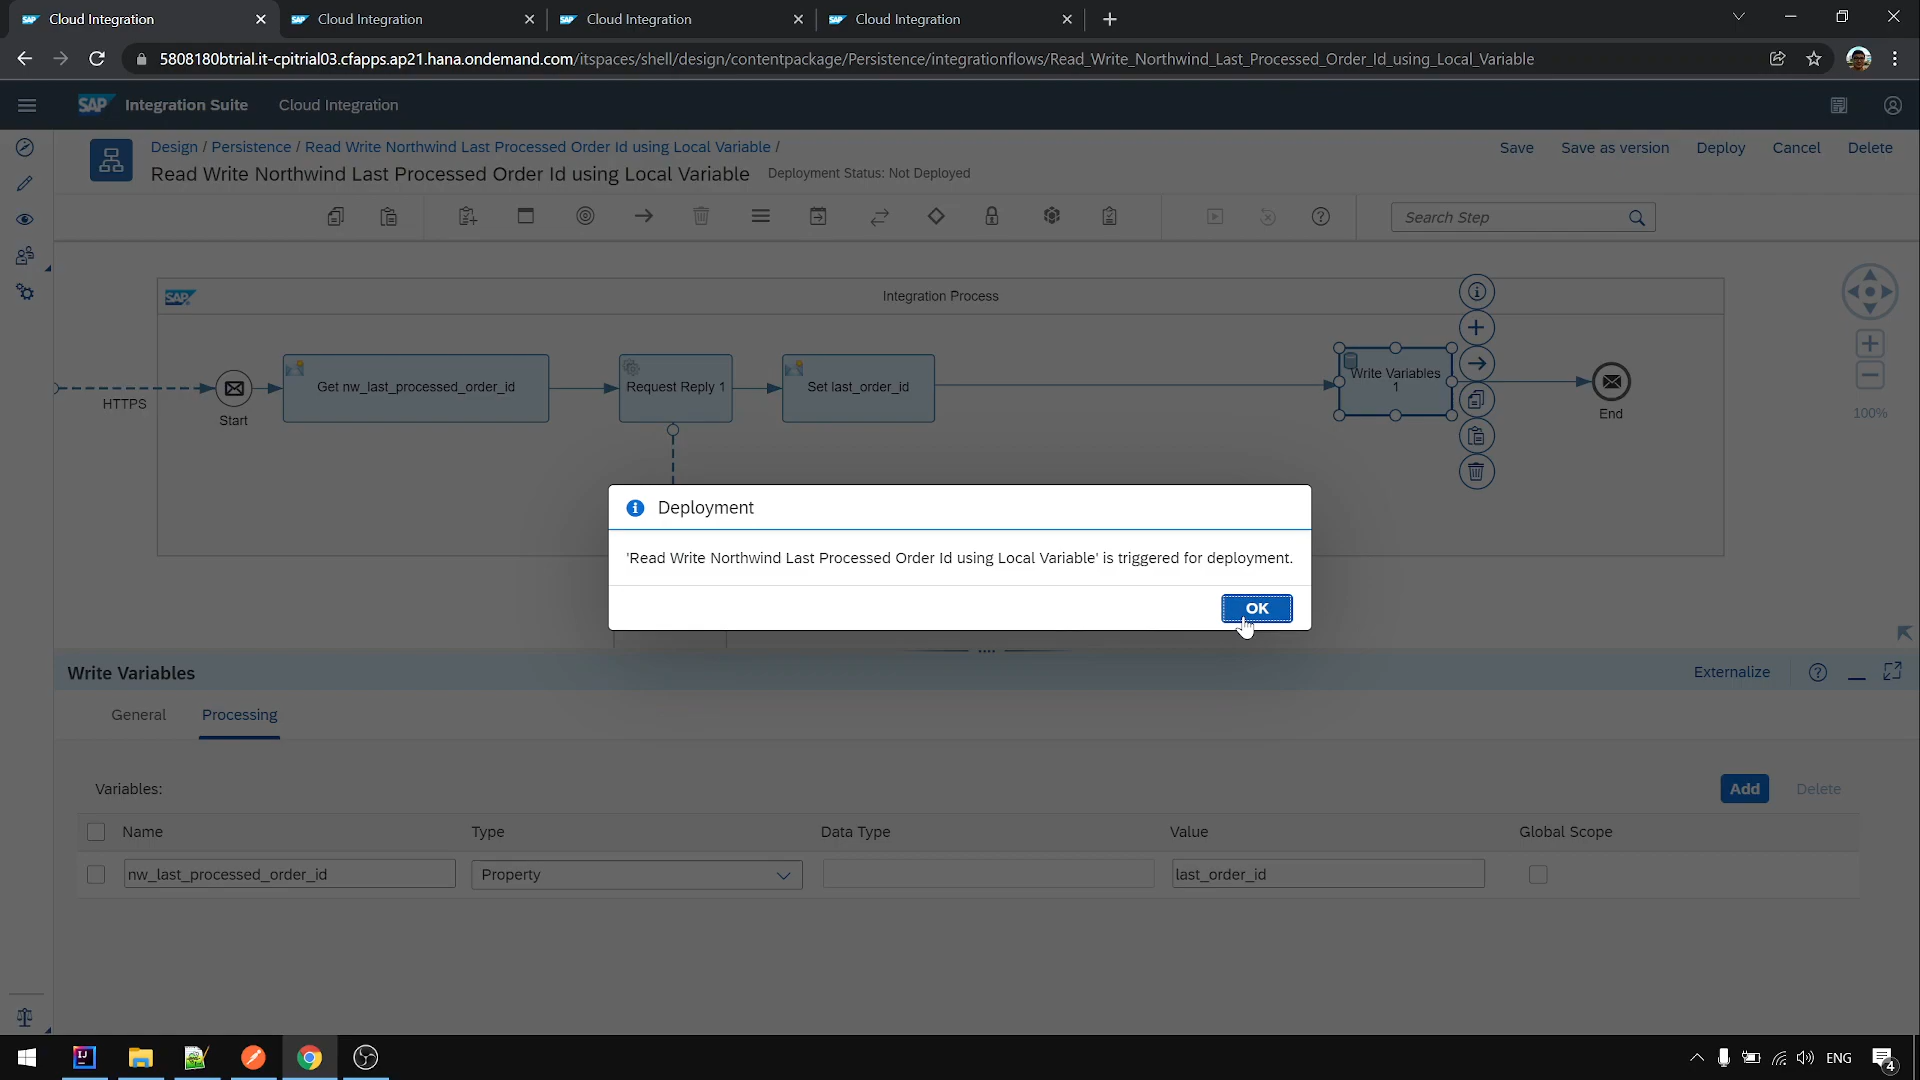 Cloud Integration
Cloud Integration
Cloud Integration
Cloud Integration
5808180btrial.it-cpitrial03.cfapps.ap21.hana.ondemand.com/itspaces/shell/design/contentpackage/Persistence/integrationflows/Read_Write_Northwind_Last_Processed_Order_Id_using_Local_Variable
SAP Integration Suite Cloud Integration
Design / Persistence / Read Write Northwind Last Processed Order Id using Local Variable /
Read Write Northwind Last Processed Order Id using Local Variable Deployment Status: Not Deployed
Save Save as version Deploy Cancel Delete
Search Step
SAP Integration Process
HTTPS
Start
Get nw_last_processed_order_id
Request Reply 1
Set last_order_id
Write Variables
1
End
100%
Deployment
'Read Write Northwind Last Processed Order Id using Local Variable' is triggered for deployment.
OK
Write Variables Externalize
General Processing
Variables: Add Delete
Name Type Data Type Value Global Scope
nw_last_processed_order_id Property last_order_id
ENG
4